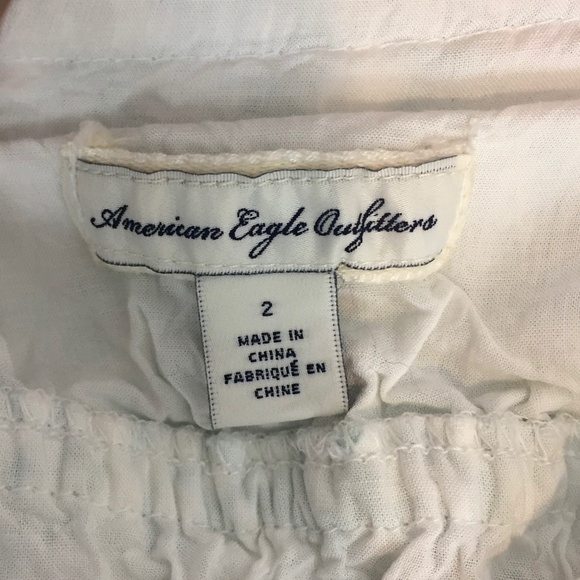 American Eagle Outfitters
2
MADE IN
CHINA
FABRIQUÉ EN
CHINE